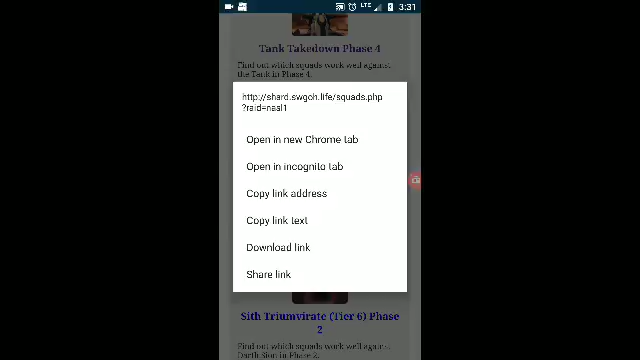 LTE 3:31
Tank Takedown Phase 4
Find out which squads work well against
the Tank in Phase 4.
http://shard.swgoh.life/squads.php
?raid=nasl1
Open in new Chrome tab
Open in incognito tab
Copy link address
Copy link text
Download link
Share link
Sith Triumvirate (Tier 6) Phase
2
Find out which squads work well against
Darth Sion in Phase 2.